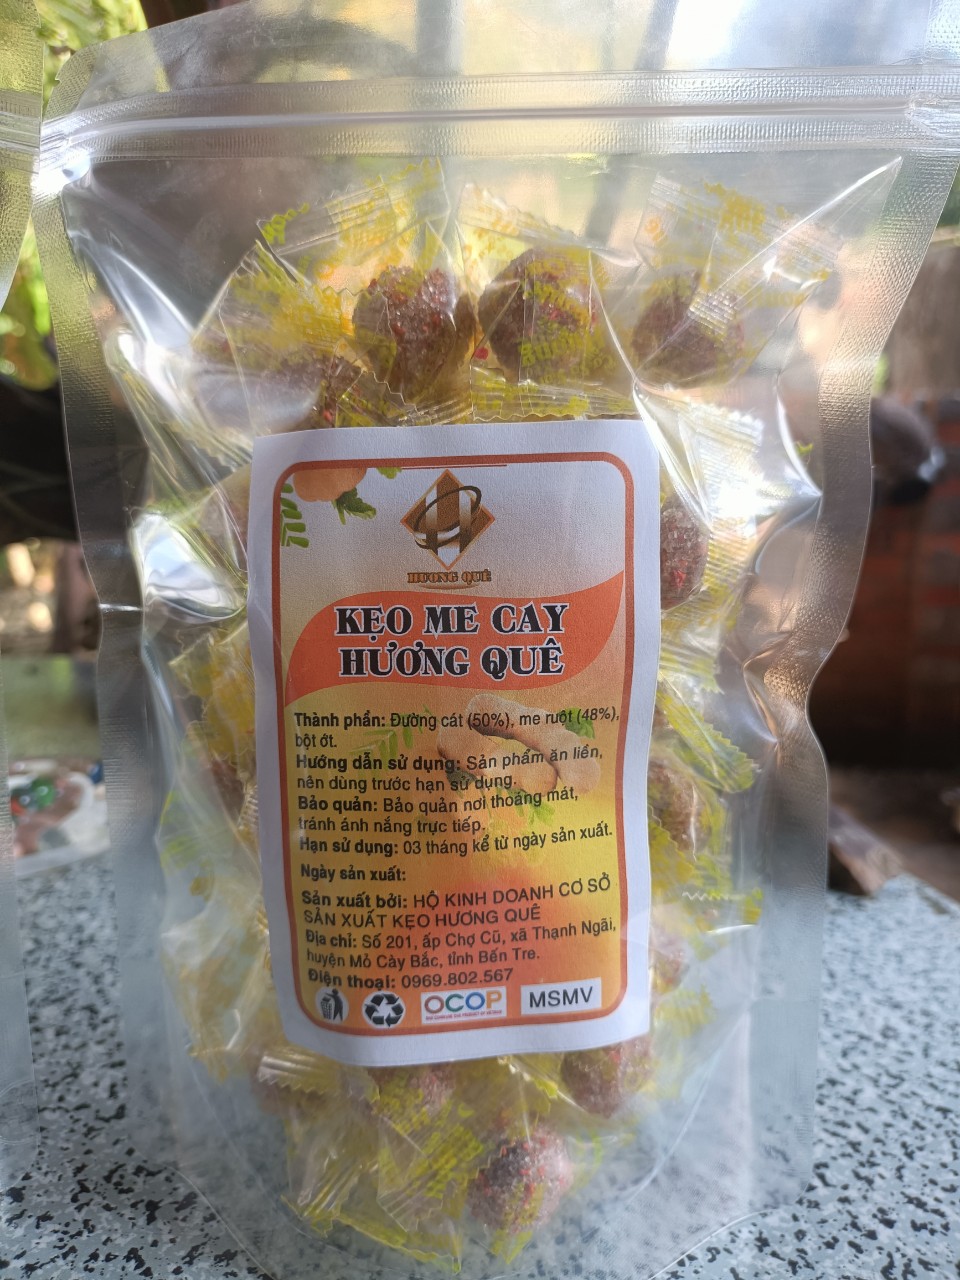 HƯƠNG QUÊ
KẸO ME CAY
HƯƠNG QUÊ
Thành phần: Đường cát (50%), me ruột (48%),
bột ớt.
Hướng dẫn sử dụng: Sản phẩm ăn liền,
nên dùng trước hạn sử dụng.
Bảo quản: Bảo quản nơi thoáng mát,
tránh ánh nắng trực tiếp.
Hạn sử dụng: 03 tháng kể từ ngày sản xuất.
Ngày sản xuất:
Sản xuất bởi: HỘ KINH DOANH CƠ SỞ
SẢN XUẤT KẸO HƯƠNG QUÊ
Địa chỉ: Số 201, ấp Chợ Cũ, xã Thạnh Ngãi,
huyện Mỏ Cày Bắc, tỉnh Bến Tre.
Điện thoại: 0969.802.567
OCOP
MSMV